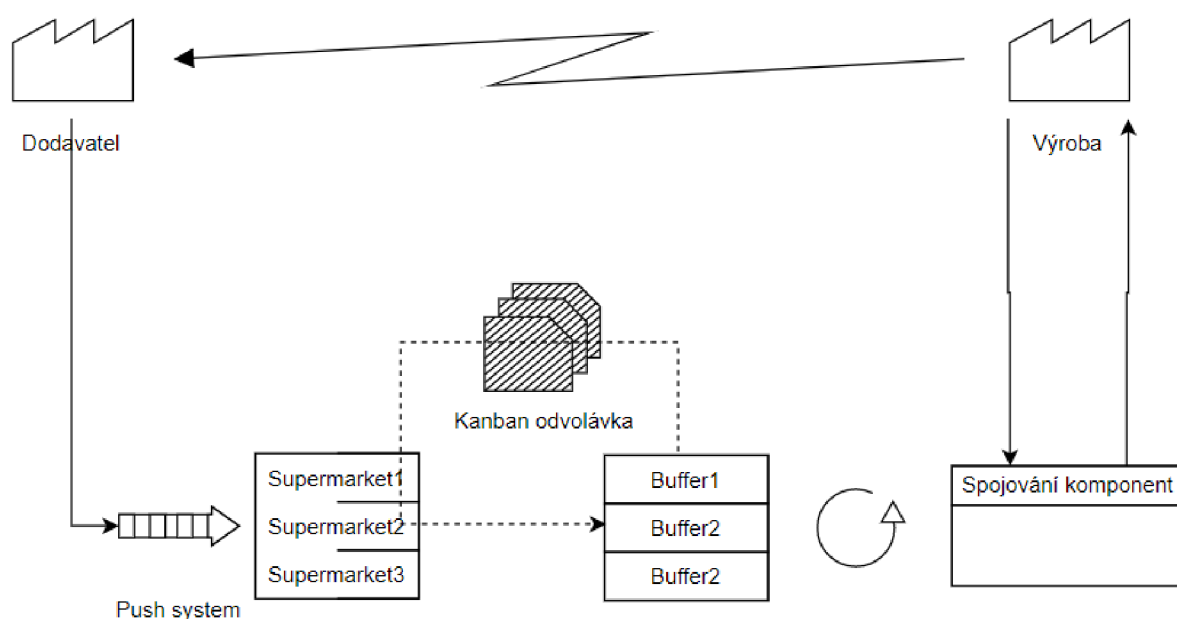 Dodavatel
Výroba
Kanban odvolávka
Supermarket1
Supermarket2
Supermarket3
Buffer1
Buffer2
Buffer2
Spojování komponent
Push system